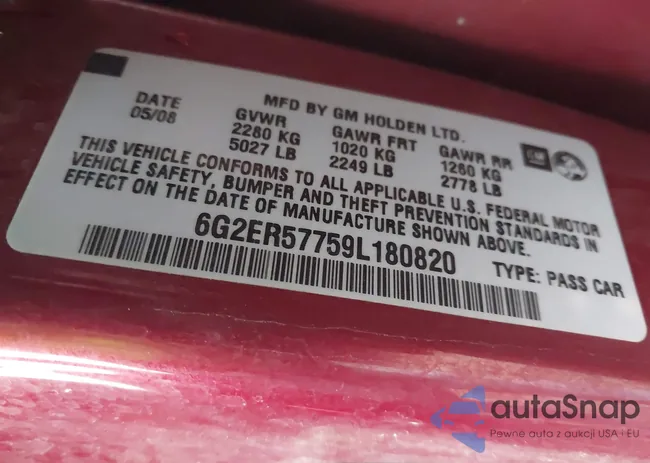 MFD BY GM HOLDEN LTD.
DATE GVWR GAWR FRT GAWR RR
05/08 2280 KG 1020 KG 1260 KG
5027 LB 2249 LB 2778 LB
GM
THIS VEHICLE CONFORMS TO ALL APPLICABLE U.S. FEDERAL MOTOR
VEHICLE SAFETY, BUMPER AND THEFT PREVENTION STANDARDS IN
EFFECT ON THE DATE OF MANUFACTURE SHOWN ABOVE.
6G2ER57759L180820
TYPE: PASS CAR
autaSnap
Pewne auta z aukcji USA i EU